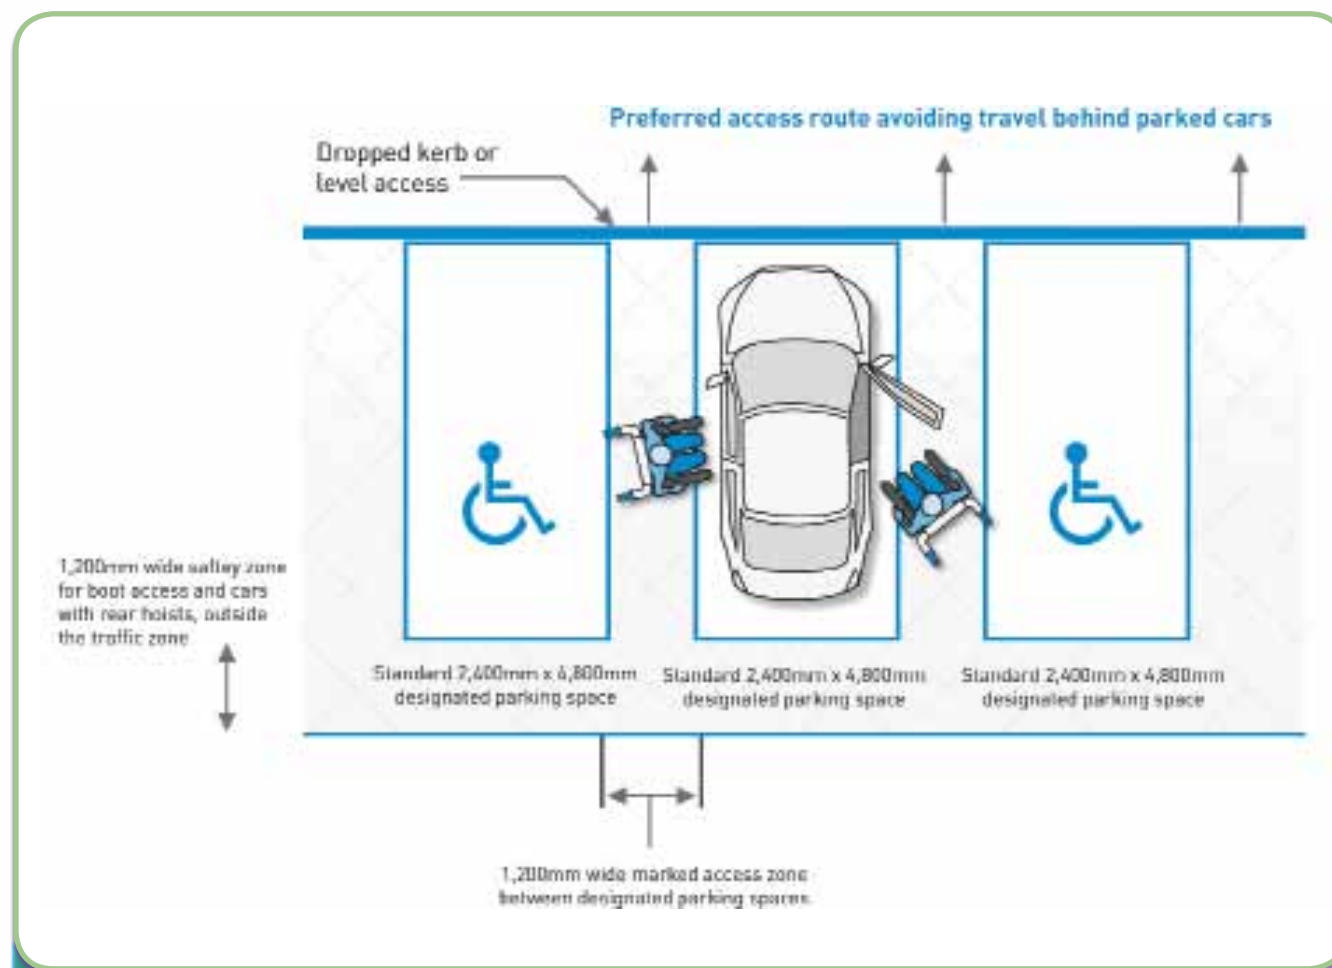 Preferred access route avoiding travel behind parked cars
Dropped kerb or
level access
1,200mm wide saftey zone
for boot access and cars
with rear hoists, outside
the traffic zone
Standard 2,400mm x 4,800mm
designated parking space
Standard 2,400mm x 4,800mm
designated parking space
Standard 2,400mm x 4,800mm
designated parking space
1,200mm wide marked access zone
between designated parking spaces